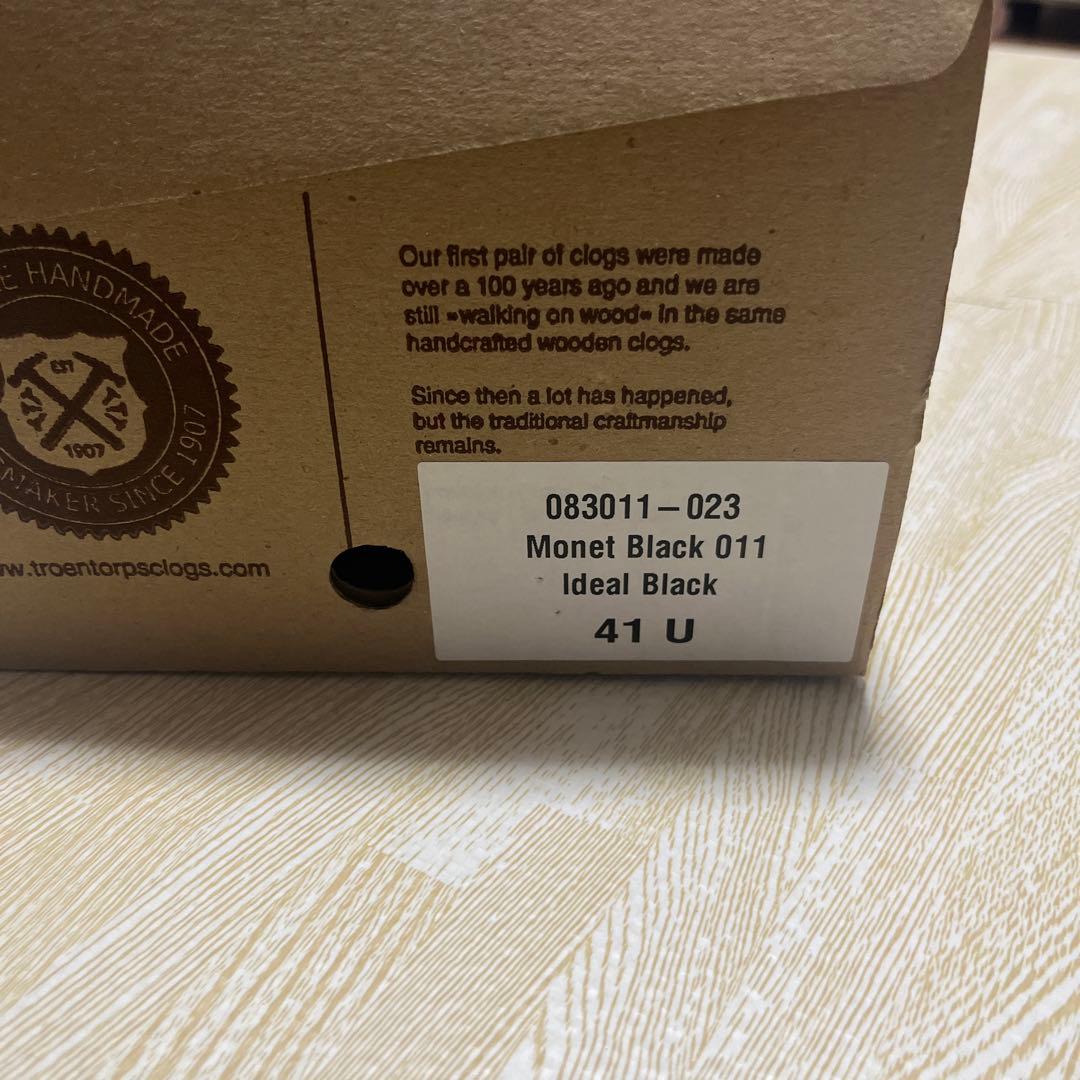 E HANDMADE
EST
1907
MAKER SINCE 1907
w.troentorpsclogs.com
Our first pair of clogs were made
over a 100 years ago and we are
still »walking on wood« in the same
handcrafted wooden clogs.
Since then a lot has happened,
but the traditional craftmanship
remains.
083011–023
Monet Black 011
Ideal Black
41 U